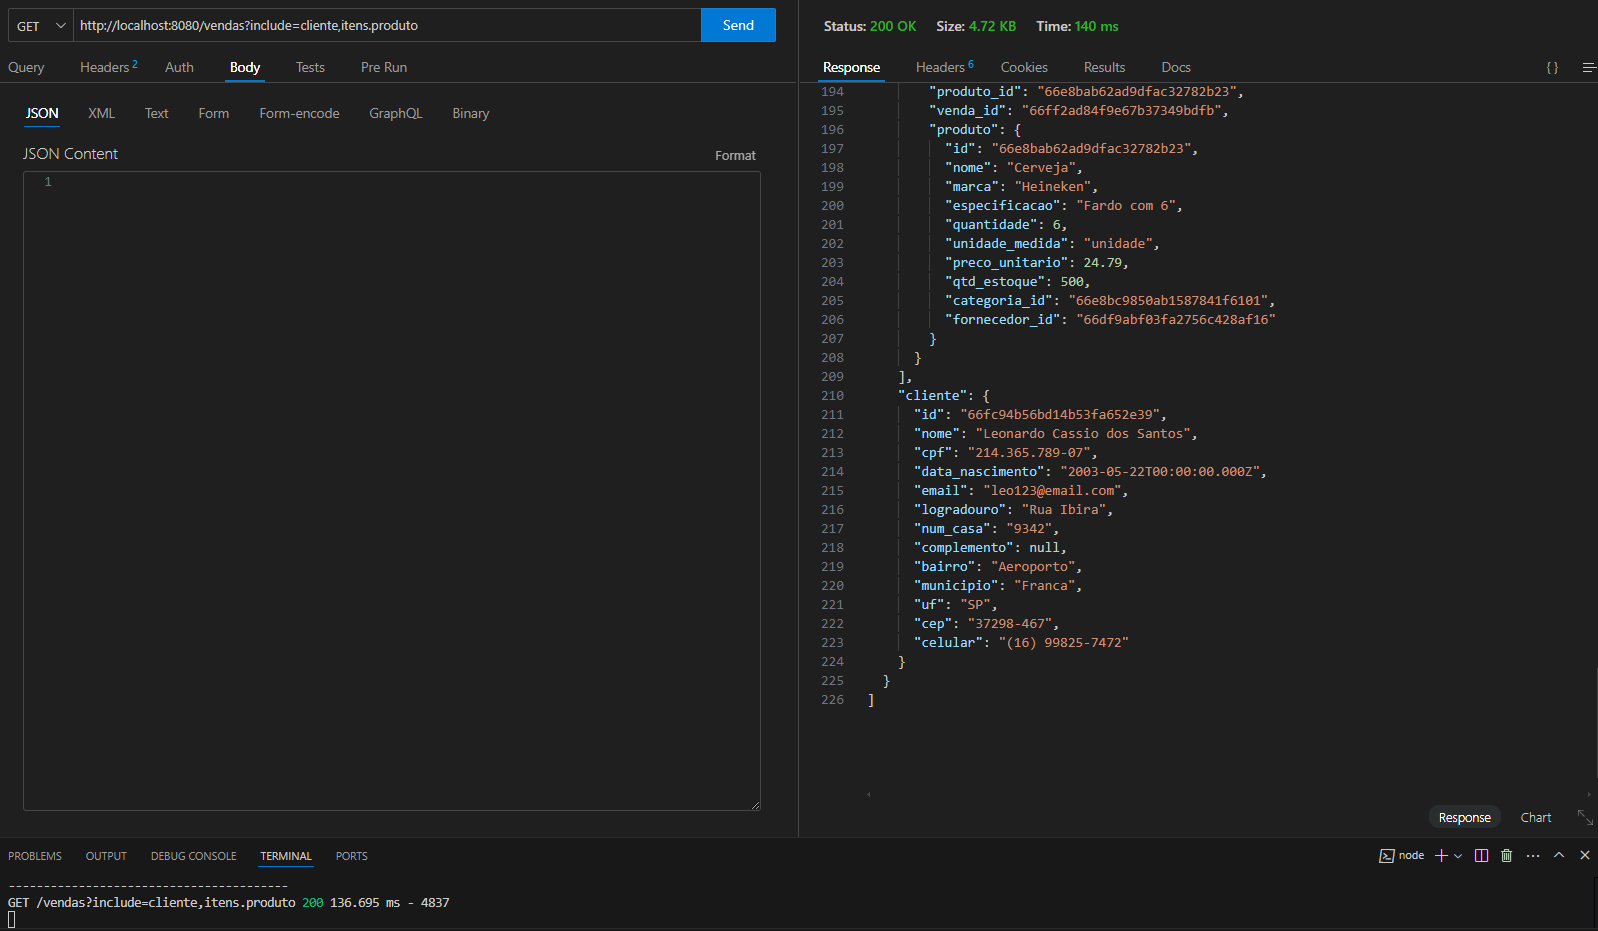 GET http://localhost:8080/vendas?include=cliente,itens.produto Send
Query Headers 2 Auth Body Tests Pre Run
JSON XML Text Form Form-encode GraphQL Binary
JSON Content Format
1
Status: 200 OK Size: 4.72 KB Time: 140 ms
Response Headers 6 Cookies Results Docs { }
194 "produto_id": "66e8bab62ad9dfac32782b23",
195 "venda_id": "66ff2ad84f9e67b37349bdfb",
196 "produto": {
197 "id": "66e8bab62ad9dfac32782b23",
198 "nome": "Cerveja",
199 "marca": "Heineken",
200 "especificacao": "Fardo com 6",
201 "quantidade": 6,
202 "unidade_medida": "unidade",
203 "preco_unitario": 24.79,
204 "qtd_estoque": 500,
205 "categoria_id": "66e8bc9850ab1587841f6101",
206 "fornecedor_id": "66df9abf03fa2756c428af16"
207 }
208 }
209 ],
210 "cliente": {
211 "id": "66fc94b56bd14b53fa652e39",
212 "nome": "Leonardo Cassio dos Santos",
213 "cpf": "214.365.789-07",
214 "data_nascimento": "2003-05-22T00:00:00.000Z",
215 "email": "leo123@email.com",
216 "logradouro": "Rua Ibira",
217 "num_casa": "9342",
218 "complemento": null,
219 "bairro": "Aeroporto",
220 "municipio": "Franca",
221 "uf": "SP",
222 "cep": "37298-467",
223 "celular": "(16) 99825-7472"
224 }
225 }
226 ]
Response Chart
PROBLEMS OUTPUT DEBUG CONSOLE TERMINAL PORTS node
---------------------------------------
GET /vendas?include=cliente,itens.produto 200 136.695 ms - 4837